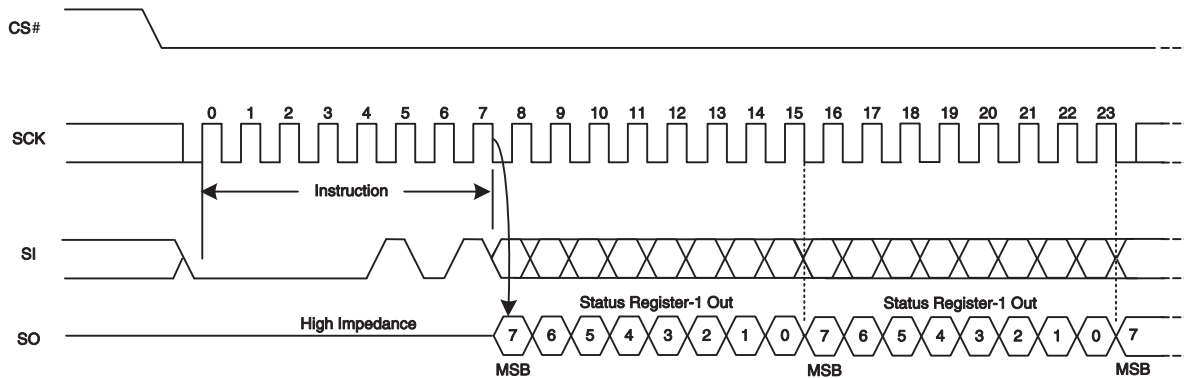 CS#
0 1 2 3 4 5 6 7 8 9 10 11 12 13 14 15 16 17 18 19 20 21 22 23
SCK
Instruction
SI
Status Register-1 Out Status Register-1 Out
High Impedance
SO 7 6 5 4 3 2 1 0 7 6 5 4 3 2 1 0 7
MSB MSB MSB